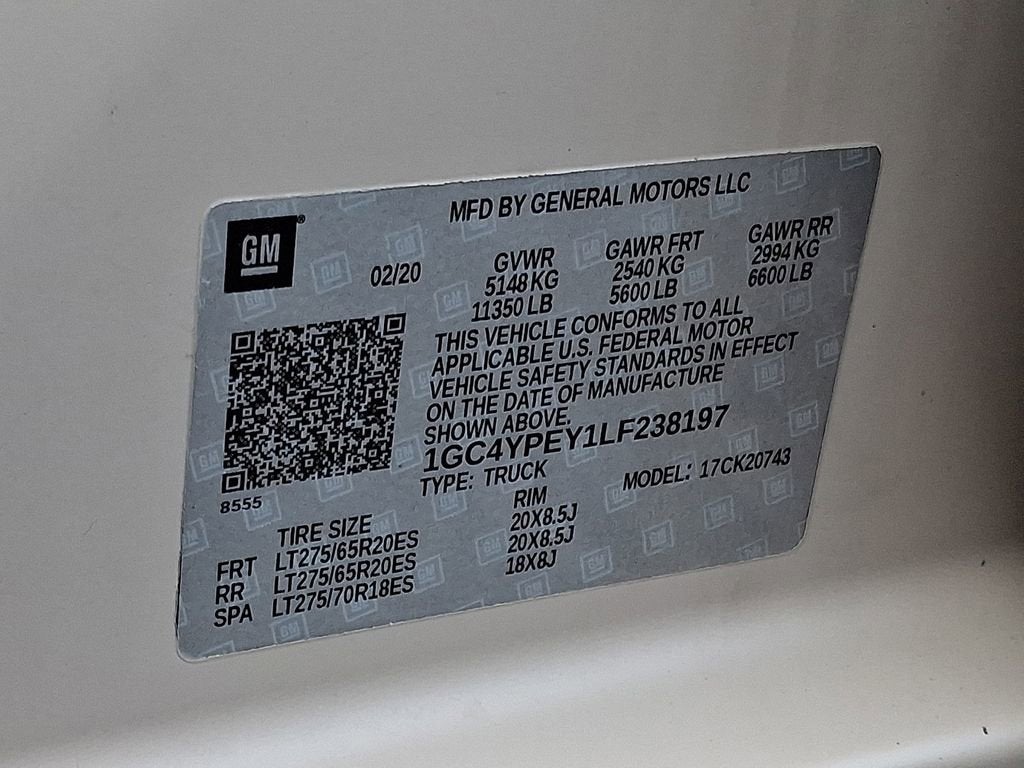 GM®
MFD BY GENERAL MOTORS LLC
02/20
GVWR GAWR FRT GAWR RR
5148 KG 2540 KG 2994 KG
11350 LB 5600 LB 6600 LB
THIS VEHICLE CONFORMS TO ALL
APPLICABLE U.S. FEDERAL MOTOR
VEHICLE SAFETY STANDARDS IN EFFECT
ON THE DATE OF MANUFACTURE
SHOWN ABOVE.
1GC4YPEY1LF238197
TYPE: TRUCK MODEL: 17CK20743
8555
TIRE SIZE RIM
FRT LT275/65R20ES 20X8.5J
RR LT275/65R20ES 20X8.5J
SPA LT275/70R18ES 18X8J